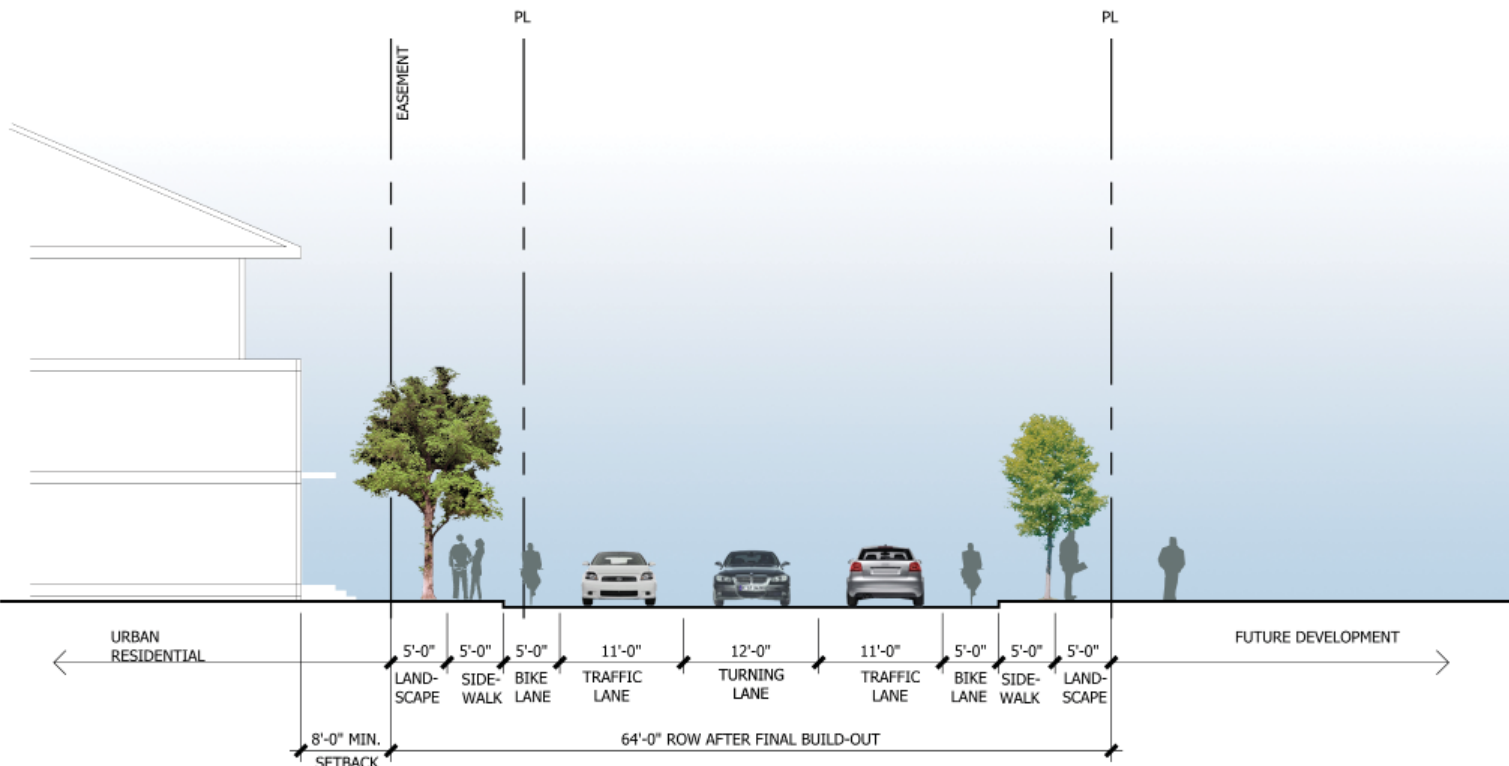 PL
PL
EASEMENT
URBAN
RESIDENTIAL
FUTURE DEVELOPMENT
5'-0" 5'-0" 5'-0" 11'-0" 12'-0" 11'-0" 5'-0" 5'-0" 5'-0"
LAND-
SCAPE
SIDE-
WALK
BIKE
LANE
TRAFFIC
LANE
TURNING
LANE
TRAFFIC
LANE
BIKE
LANE
SIDE-
WALK
LAND-
SCAPE
8'-0" MIN.
SETBACK
64'-0" ROW AFTER FINAL BUILD-OUT